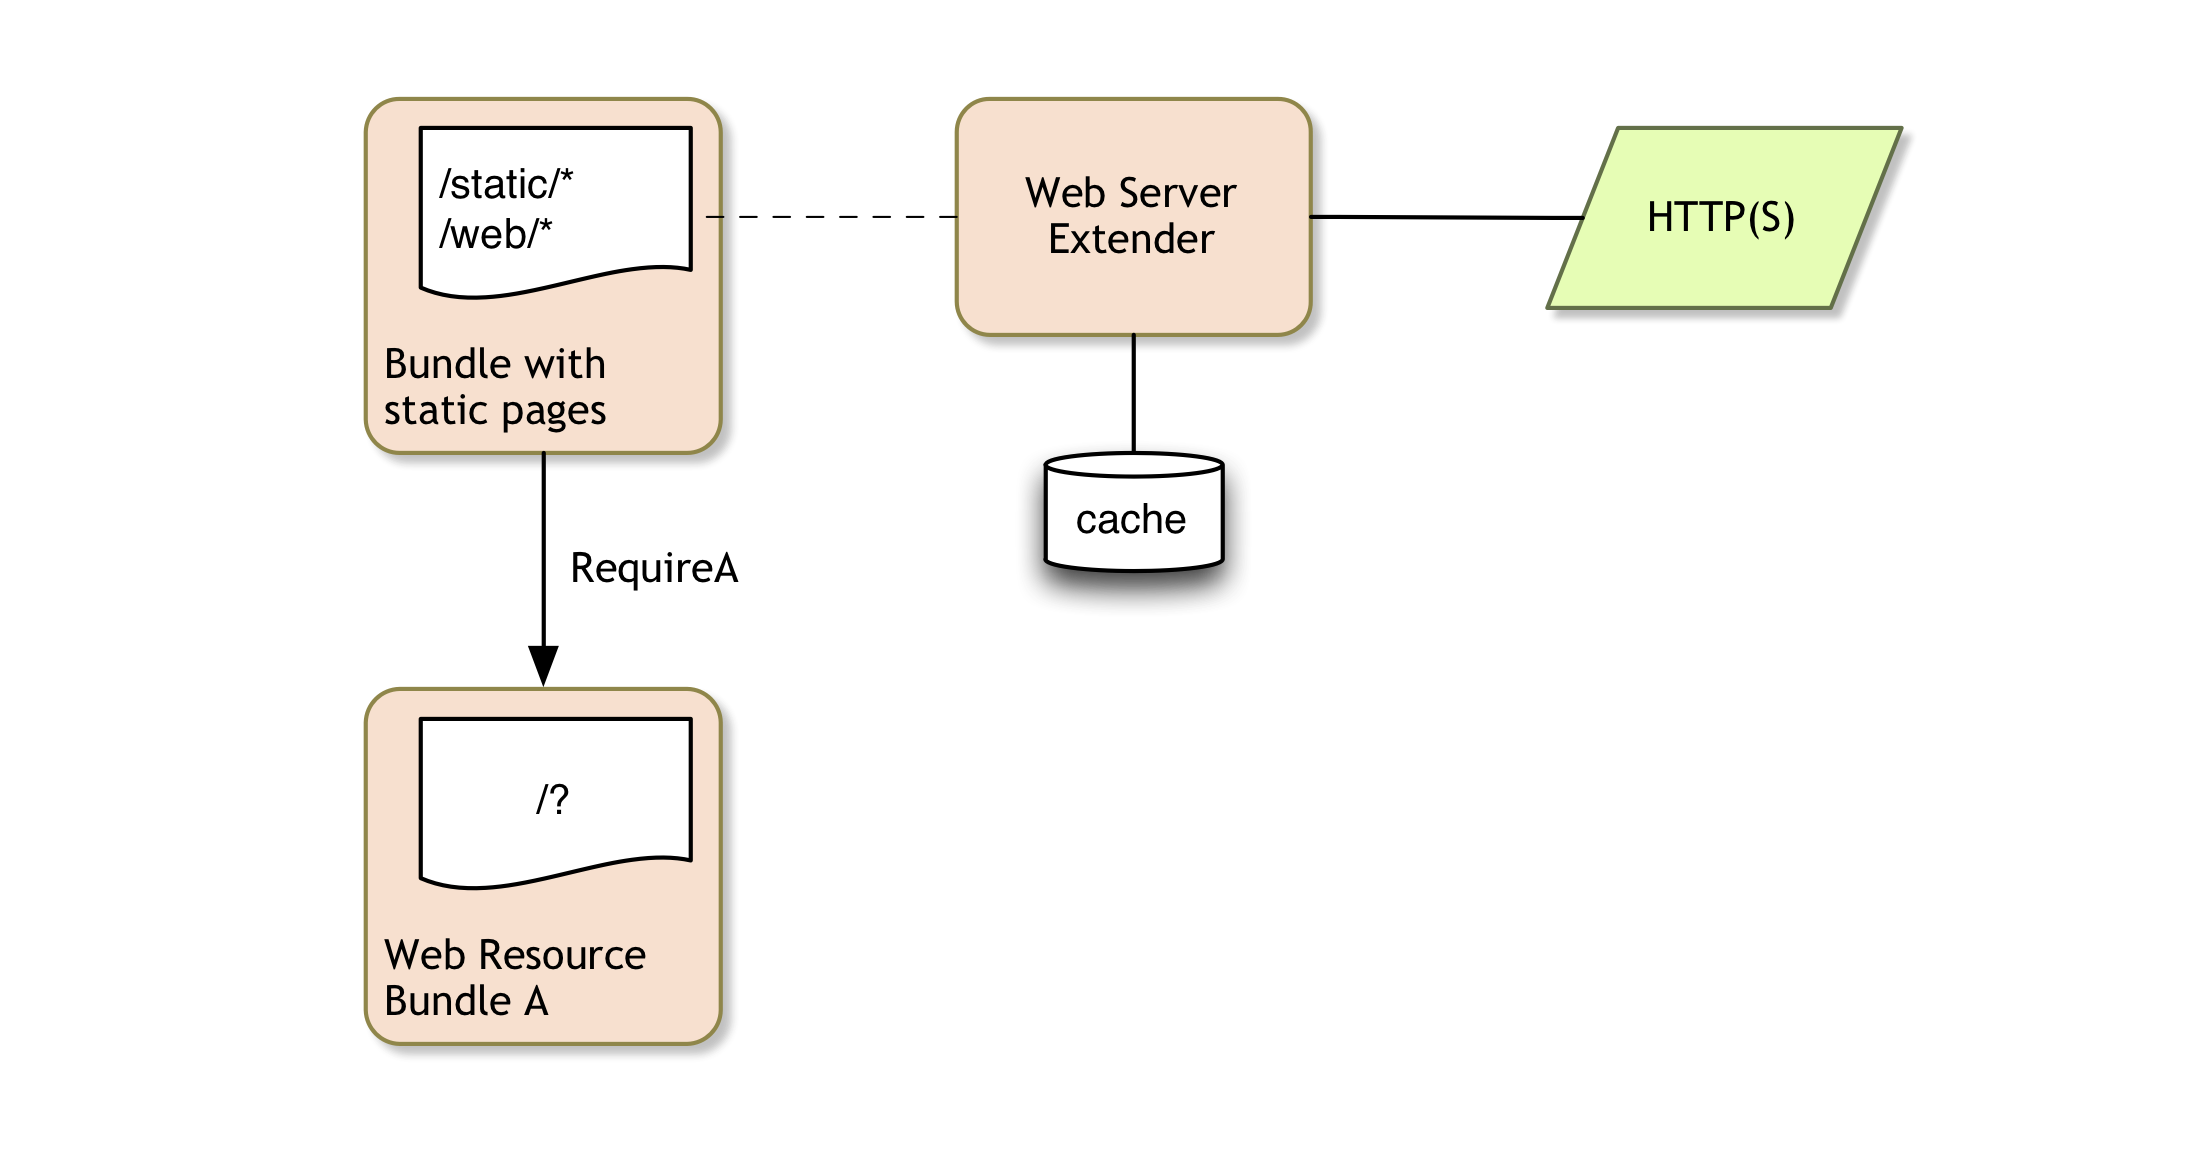 /static/*
/web/*
Bundle with
static pages
Web Server
Extender
HTTP(S)
cache
RequireA
/?
Web Resource
Bundle A